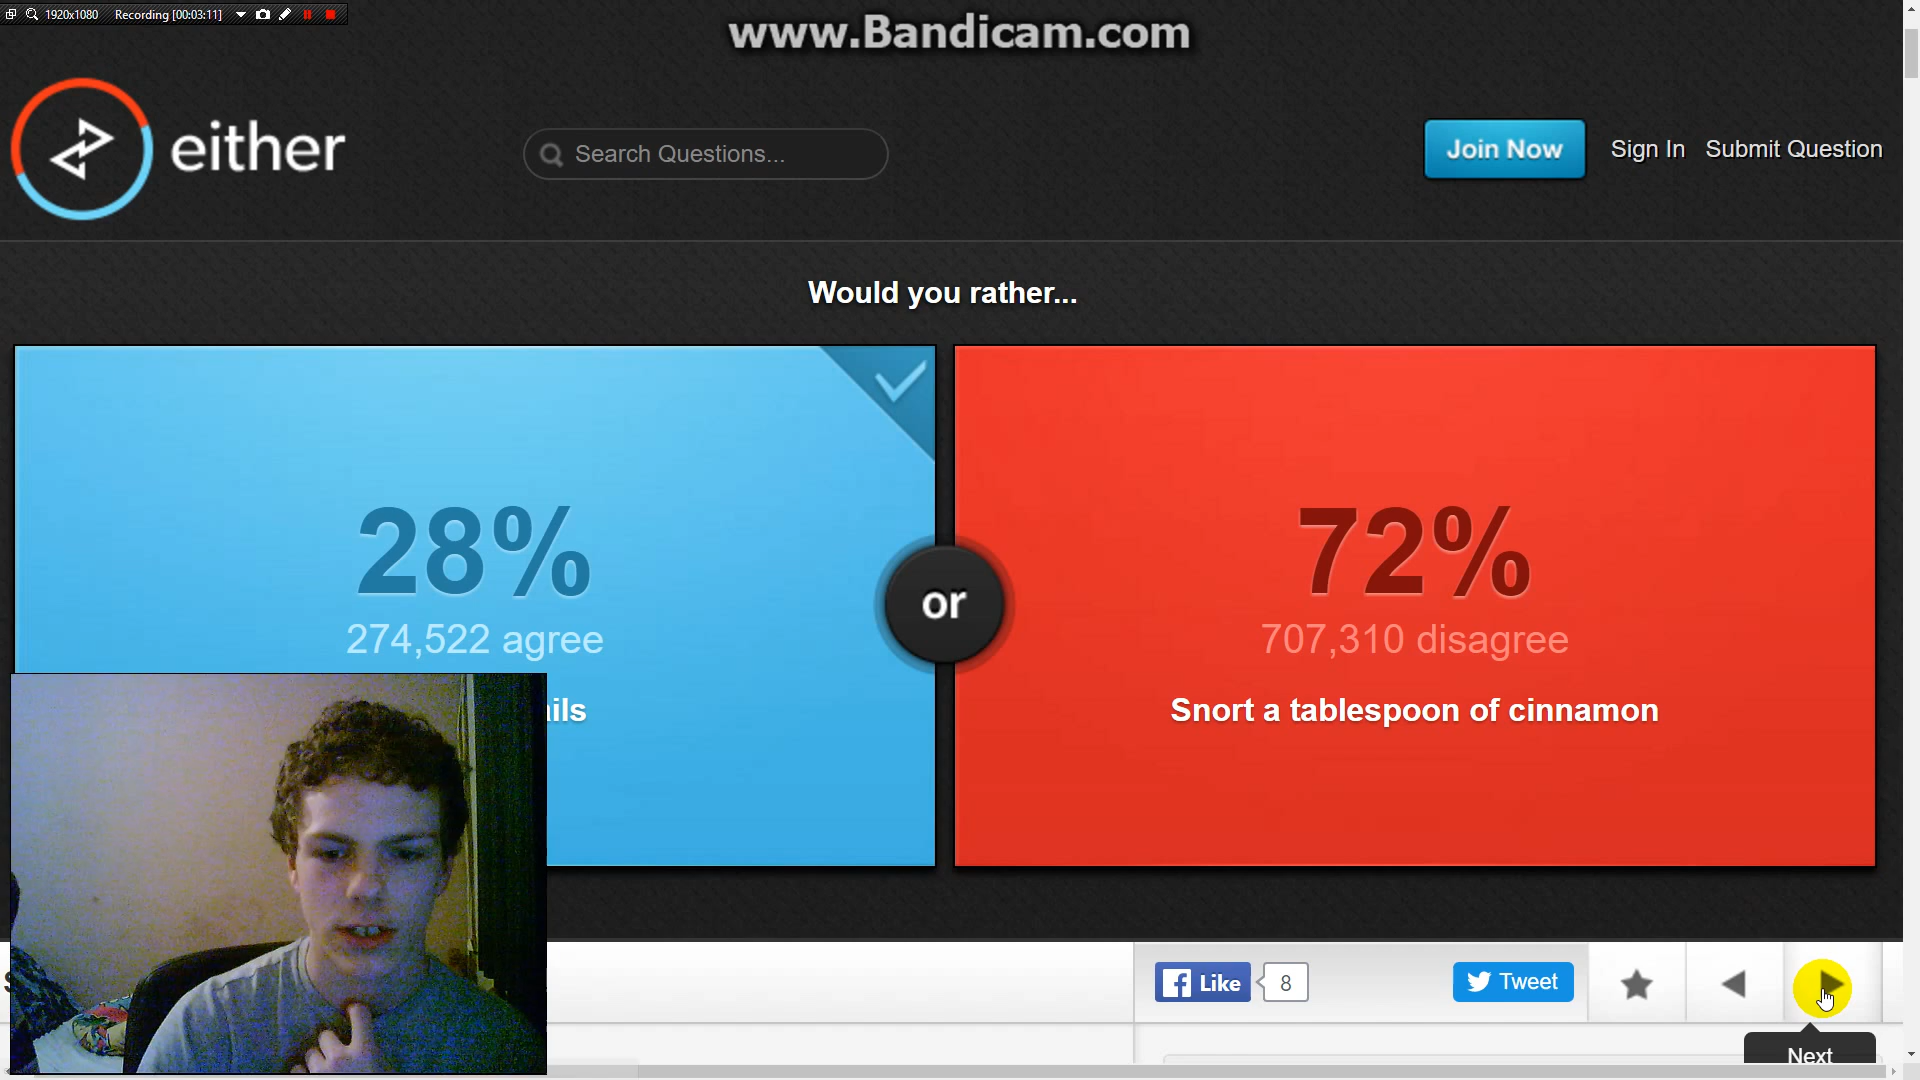 1920x1080 Recording [00:03:11]
www.Bandicam.com
either
Search Questions...
Join Now
Sign In
Submit Question
Would you rather...
28%
274,522 agree
or
72%
707,310 disagree
Snort a tablespoon of cinnamon
Like
8
Tweet
Next